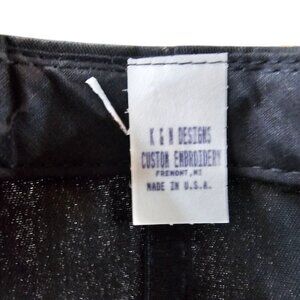 K & N DESIGNS
CUSTOM EMBROIDERY
FREMONT, MI
MADE IN U.S.A.